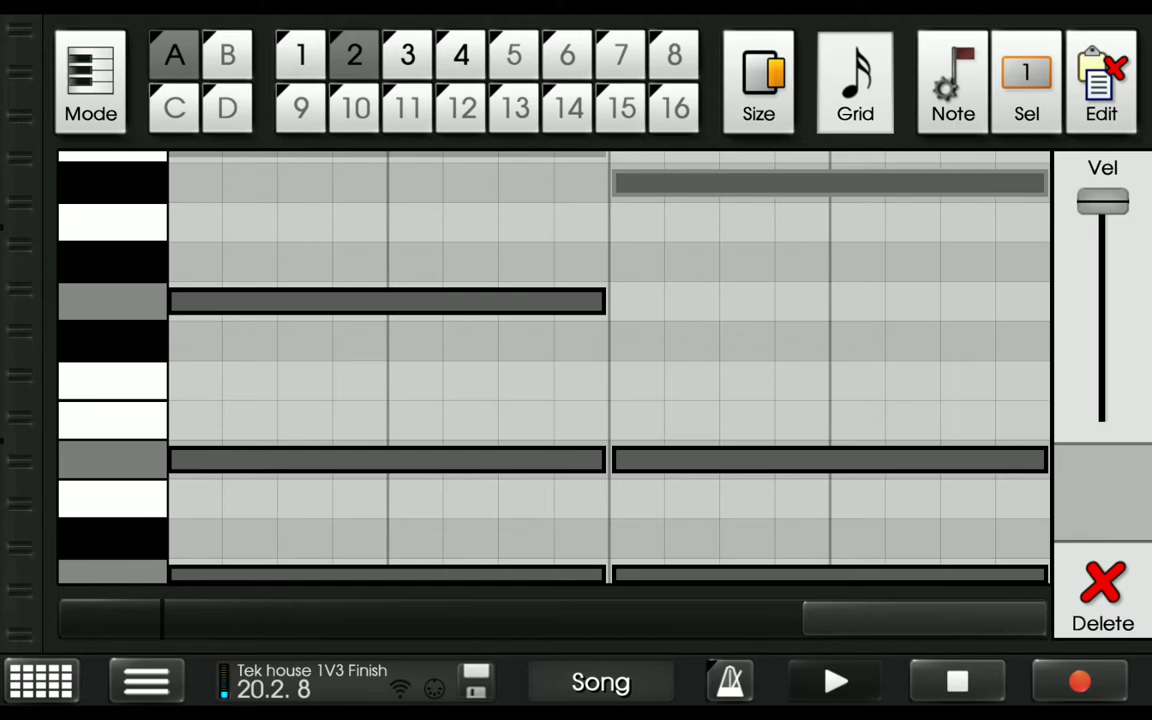 A B 1 2 3 4 5 6 7 8
Mode C D 9 10 11 12 13 14 15 16 Size Grid Note 1 Sel Edit
Vel
Delete
Tek house 1V3 Finish
20.2. 8
Song